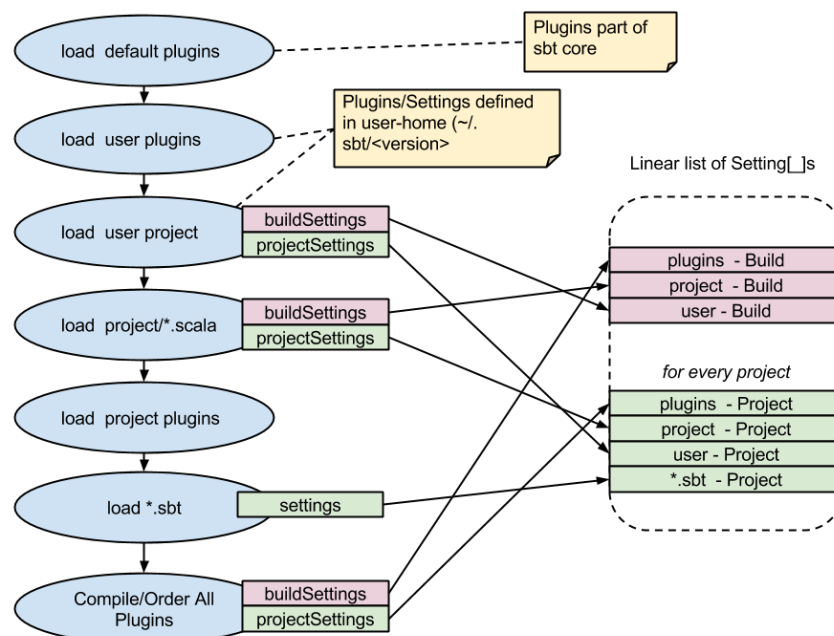 load default plugins
Plugins part of
sbt core
load user plugins
Plugins/Settings defined
in user-home (~/.
sbt/<version>
Linear list of Setting[_]s
load user project
buildSettings
projectSettings
plugins - Build
project - Build
user - Build
load project/*.scala
buildSettings
projectSettings
for every project
load project plugins
plugins - Project
project - Project
user - Project
*.sbt - Project
load *.sbt
settings
Compile/Order All
Plugins
buildSettings
projectSettings